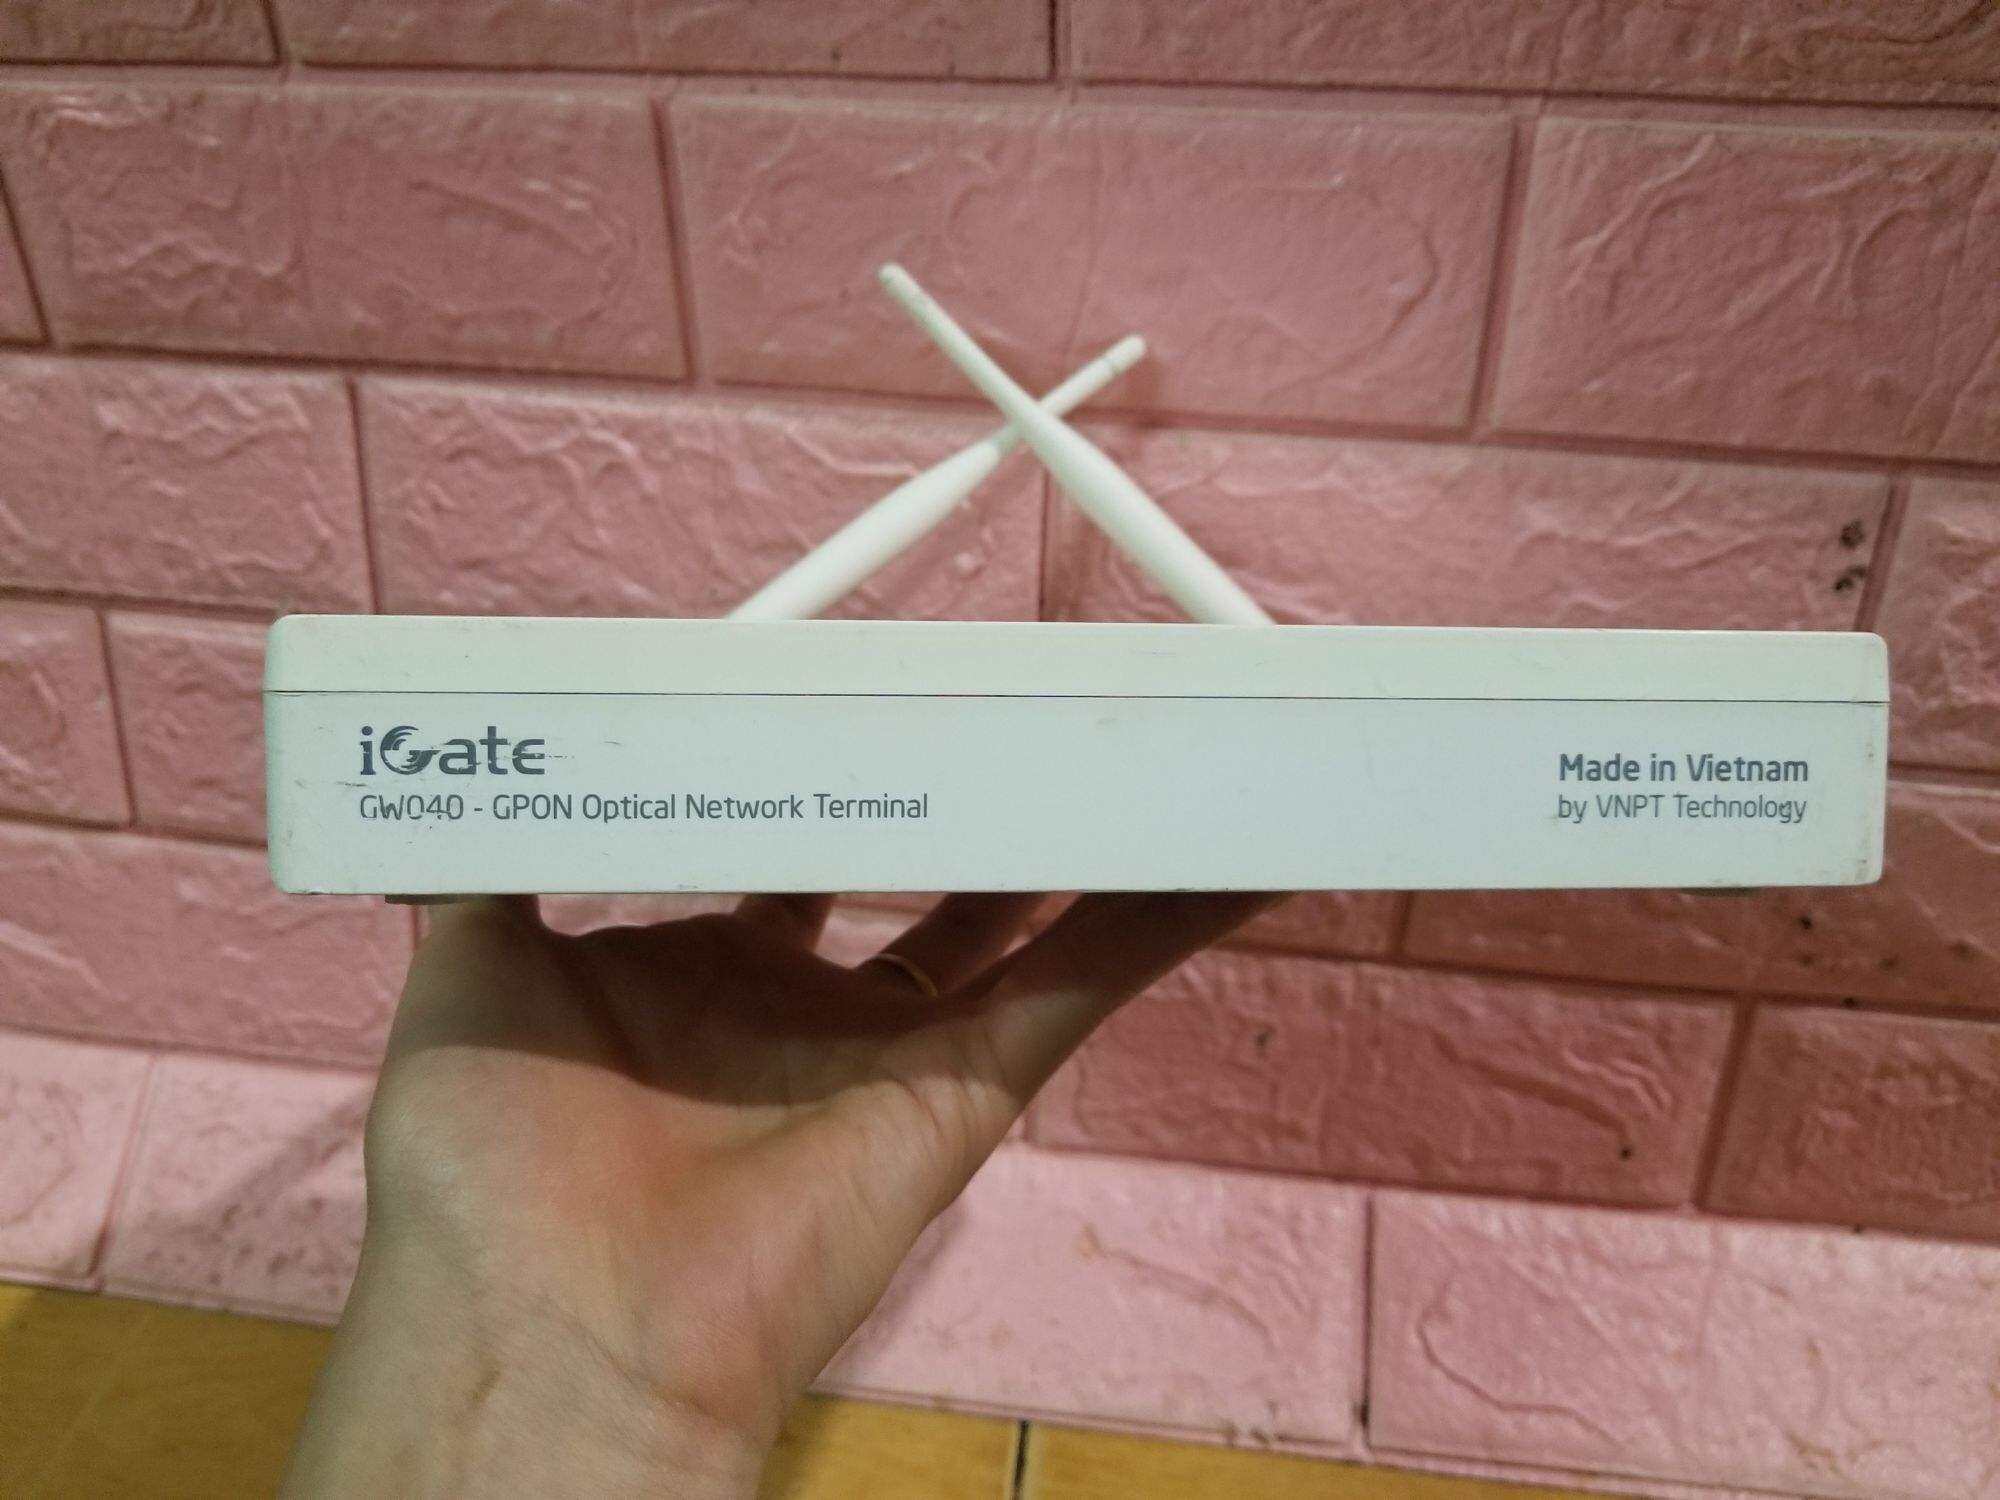 iGate
GW040 - GPON Optical Network Terminal
Made in Vietnam
by VNPT Technology